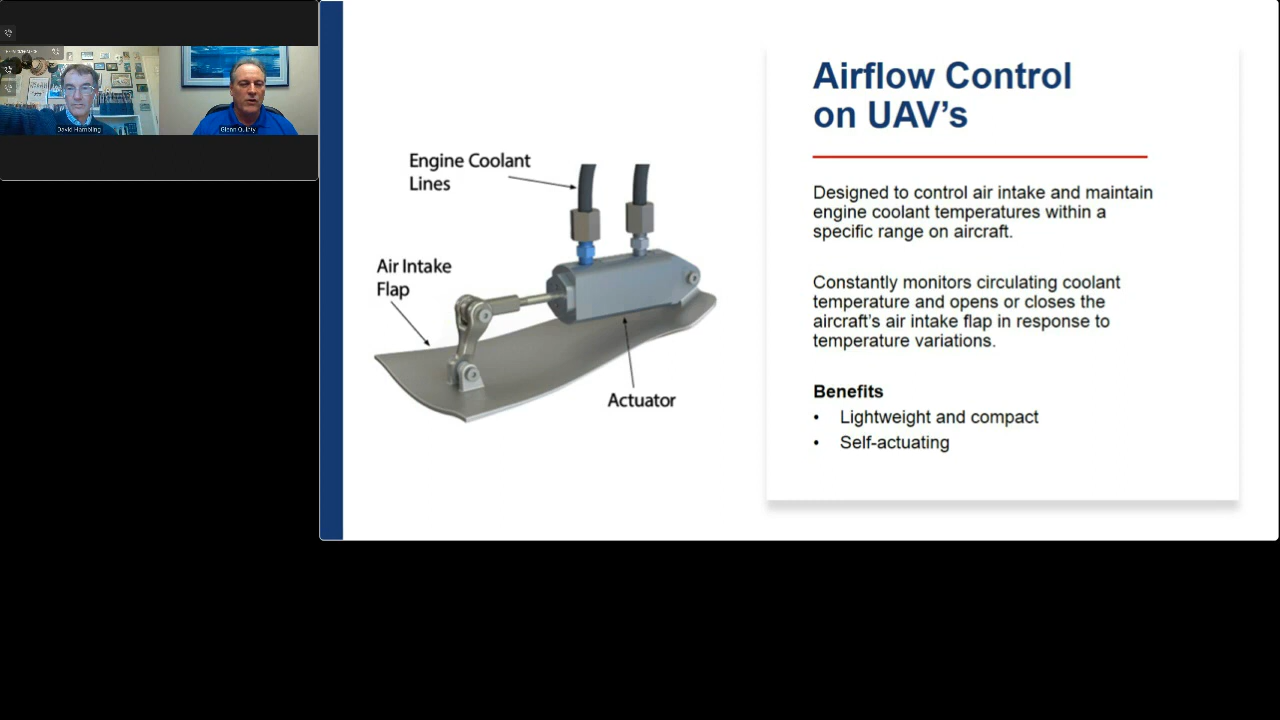 David Hambling
Glenn Quinty
Airflow Control
on UAV’s
Engine Coolant
Lines
Air Intake
Flap
Actuator
Designed to control air intake and maintain
engine coolant temperatures within a
specific range on aircraft.
Constantly monitors circulating coolant
temperature and opens or closes the
aircraft’s air intake flap in response to
temperature variations.
Benefits
• Lightweight and compact
• Self-actuating